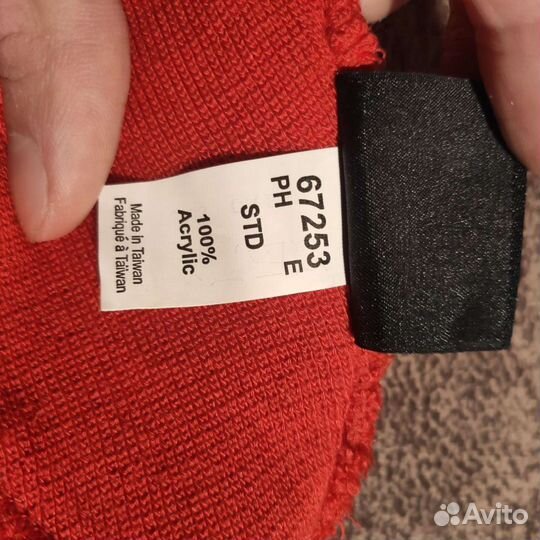 67253
PH E
STD
100%
Acrylic
Made In Taiwan
Fabriqué à Taïwan
Avito